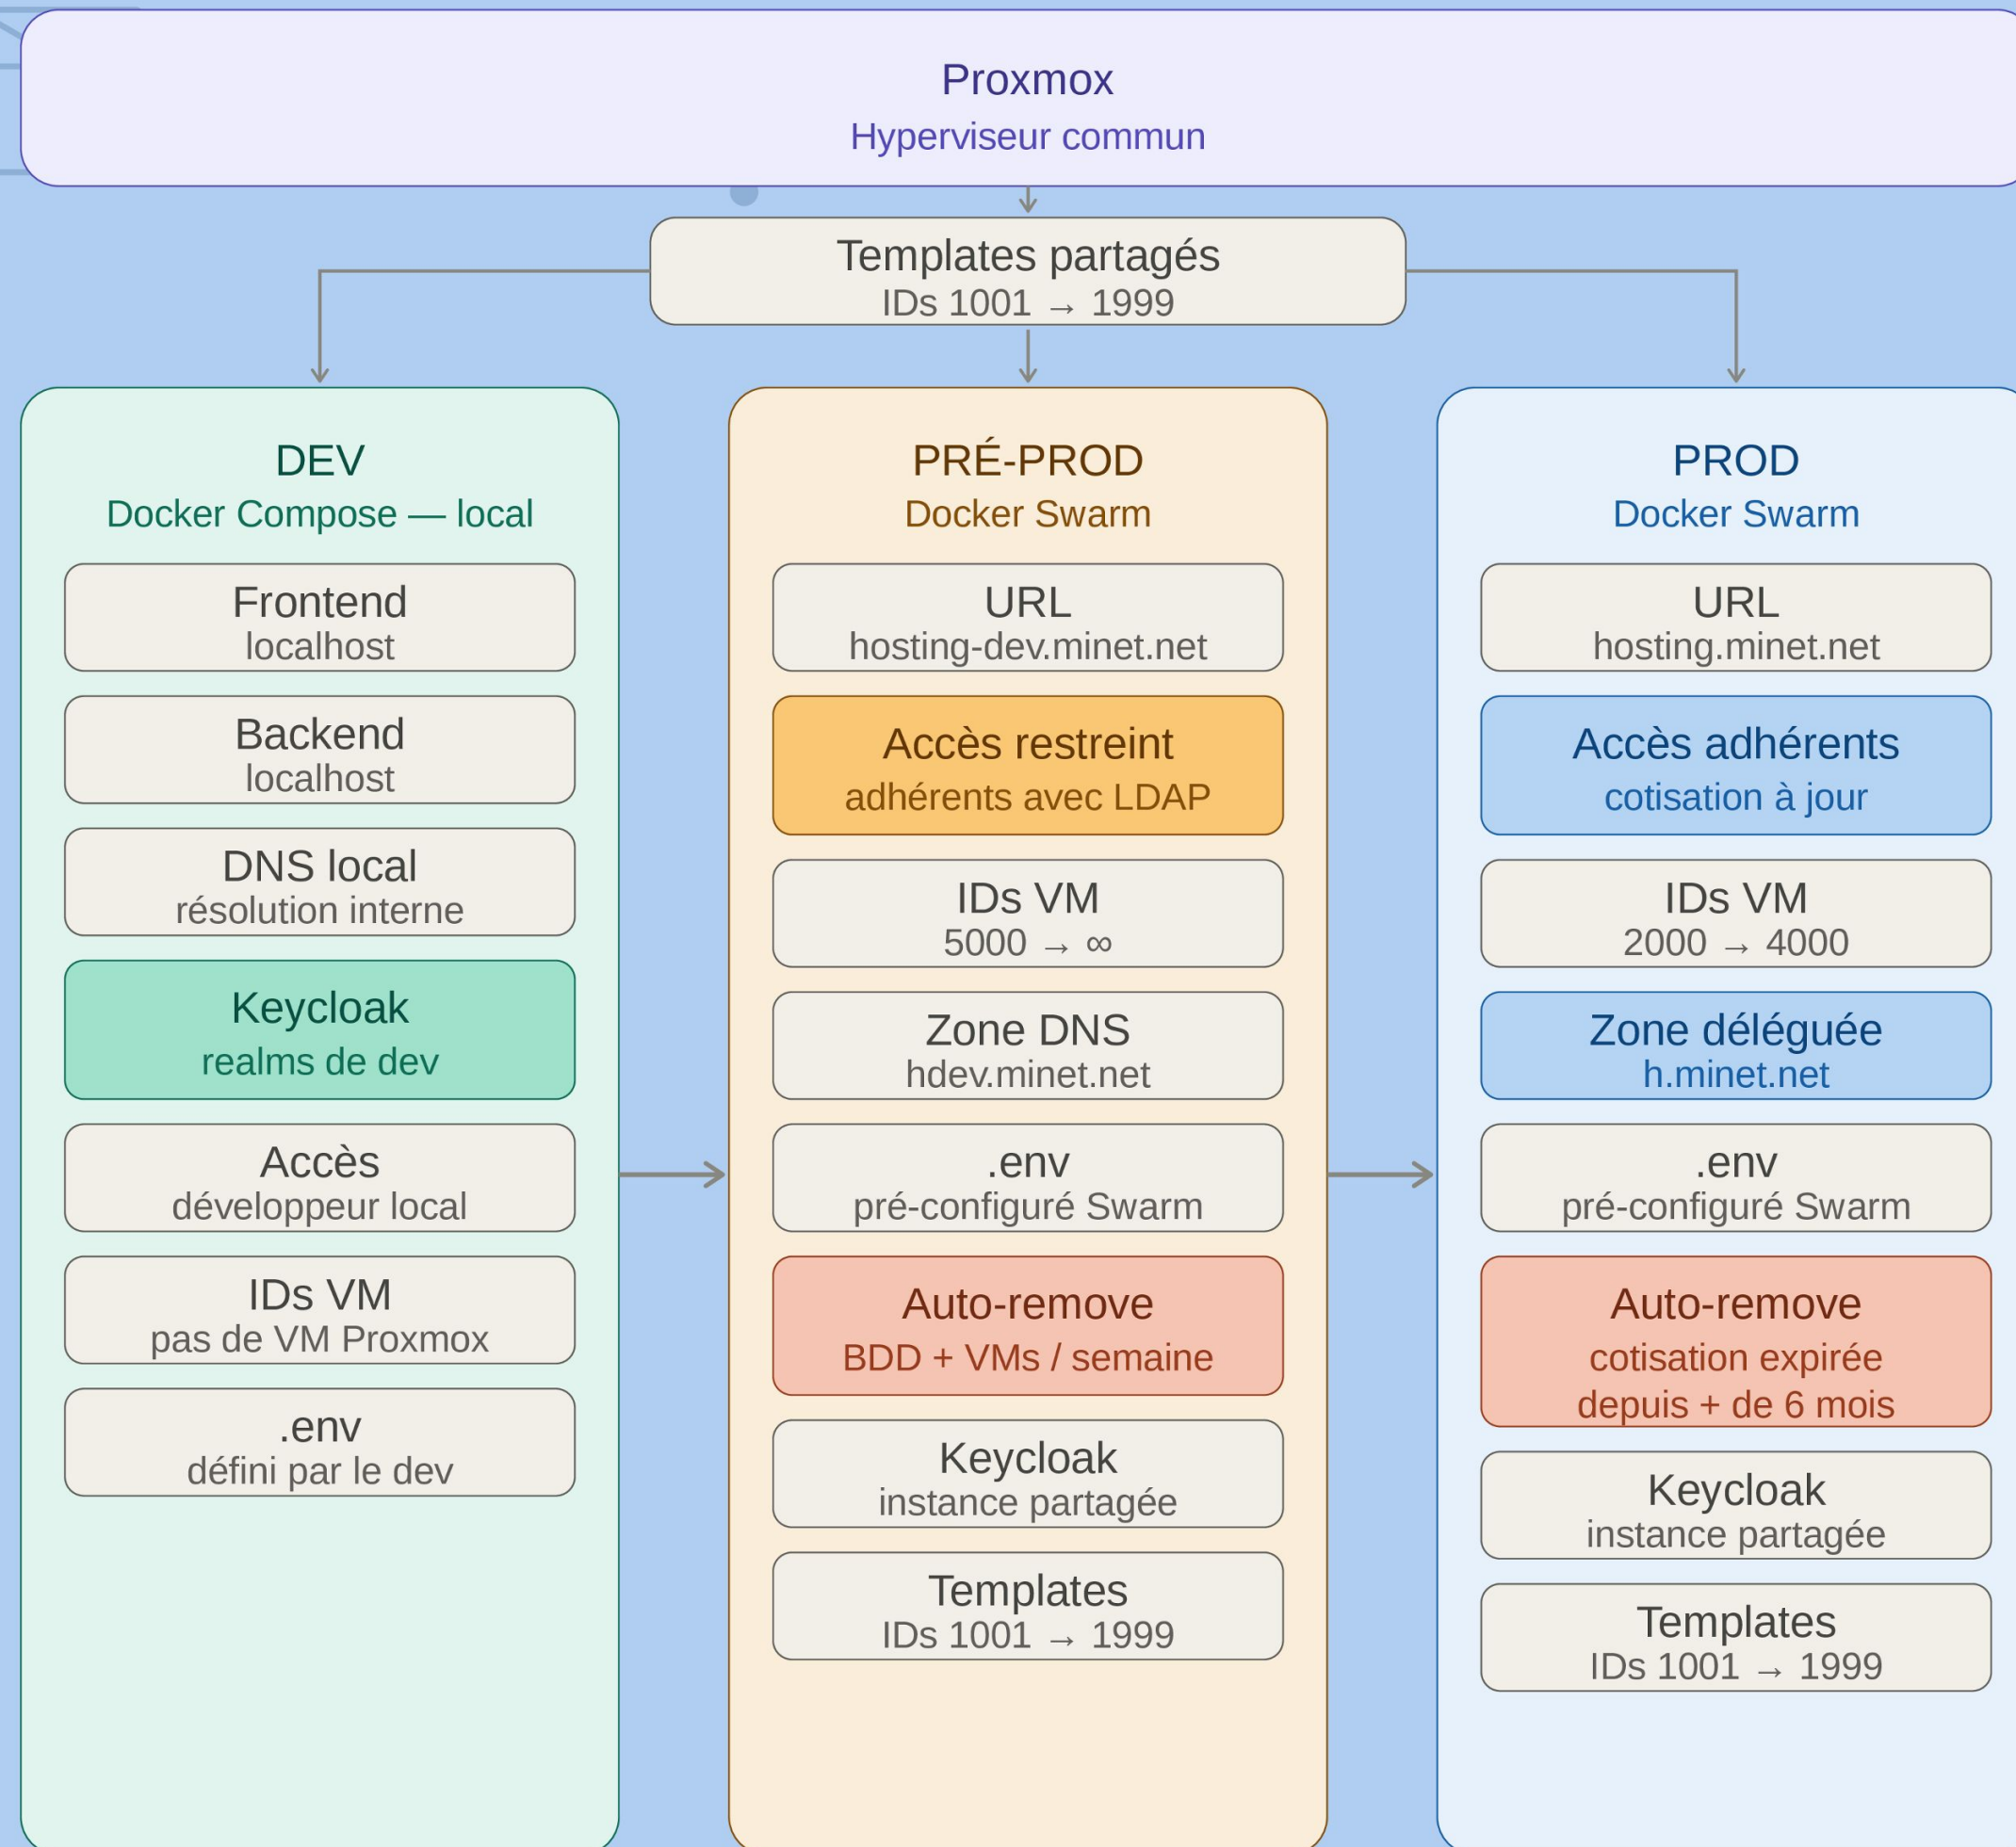 Proxmox
Hyperviseur commun
Templates partagés
IDs 1001 → 1999
DEV
Docker Compose — local
Frontend
localhost
Backend
localhost
DNS local
résolution interne
Keycloak
realms de dev
Accès
développeur local
IDs VM
pas de VM Proxmox
.env
défini par le dev
PRÉ-PROD
Docker Swarm
URL
hosting-dev.minet.net
Accès restreint
adhérents avec LDAP
IDs VM
5000 → ∞
Zone DNS
hdev.minet.net
.env
pré-configuré Swarm
Auto-remove
BDD + VMs / semaine
Keycloak
instance partagée
Templates
IDs 1001 → 1999
PROD
Docker Swarm
URL
hosting.minet.net
Accès adhérents
cotisation à jour
IDs VM
2000 → 4000
Zone déléguée
h.minet.net
.env
pré-configuré Swarm
Auto-remove
cotisation expirée
depuis + de 6 mois
Keycloak
instance partagée
Templates
IDs 1001 → 1999